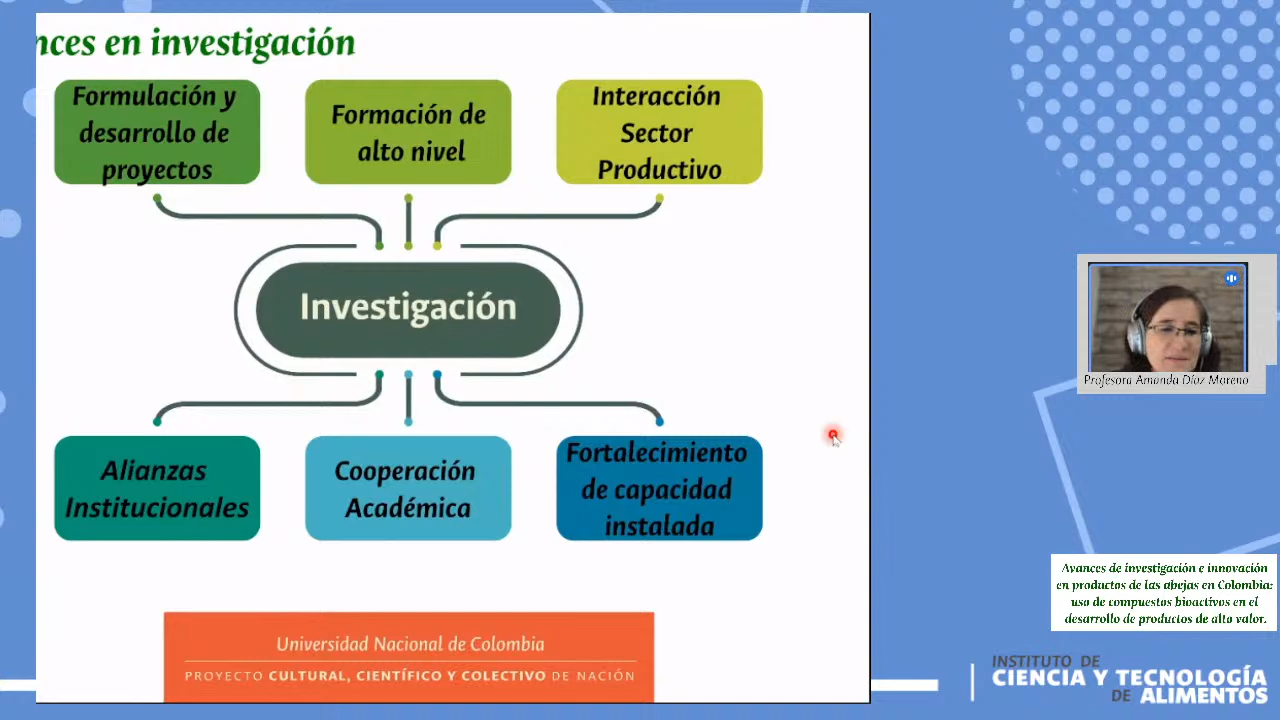 nces en investigación
Formulación y
desarrollo de
proyectos
Formación de
alto nivel
Interacción
Sector
Productivo
Investigación
Alianzas
Institucionales
Cooperación
Académica
Fortalecimiento
de capacidad
instalada
Universidad Nacional de Colombia
PROYECTO CULTURAL, CIENTÍFICO Y COLECTIVO DE NACIÓN
Profesora Amanda Díaz Moreno
Avances de investigación e innovación
en productos de las abejas en Colombia:
uso de compuestos bioactivos en el
desarrollo de productos de alto valor.
INSTITUTO DE
CIENCIA Y TECNOLOGÍA
DE ALIMENTOS